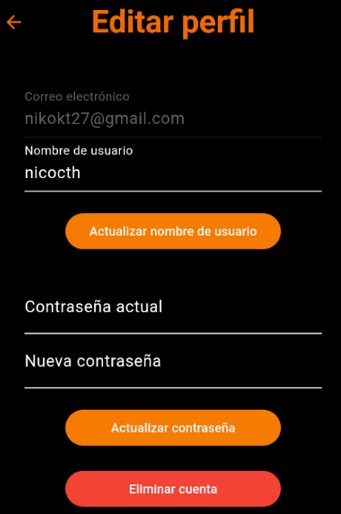 Editar perfil
Correo electrónico
nikokt27@gmail.com
Nombre de usuario
nicocth
Actualizar nombre de usuario
Contraseña actual
Nueva contraseña
Actualizar contraseña
Eliminar cuenta